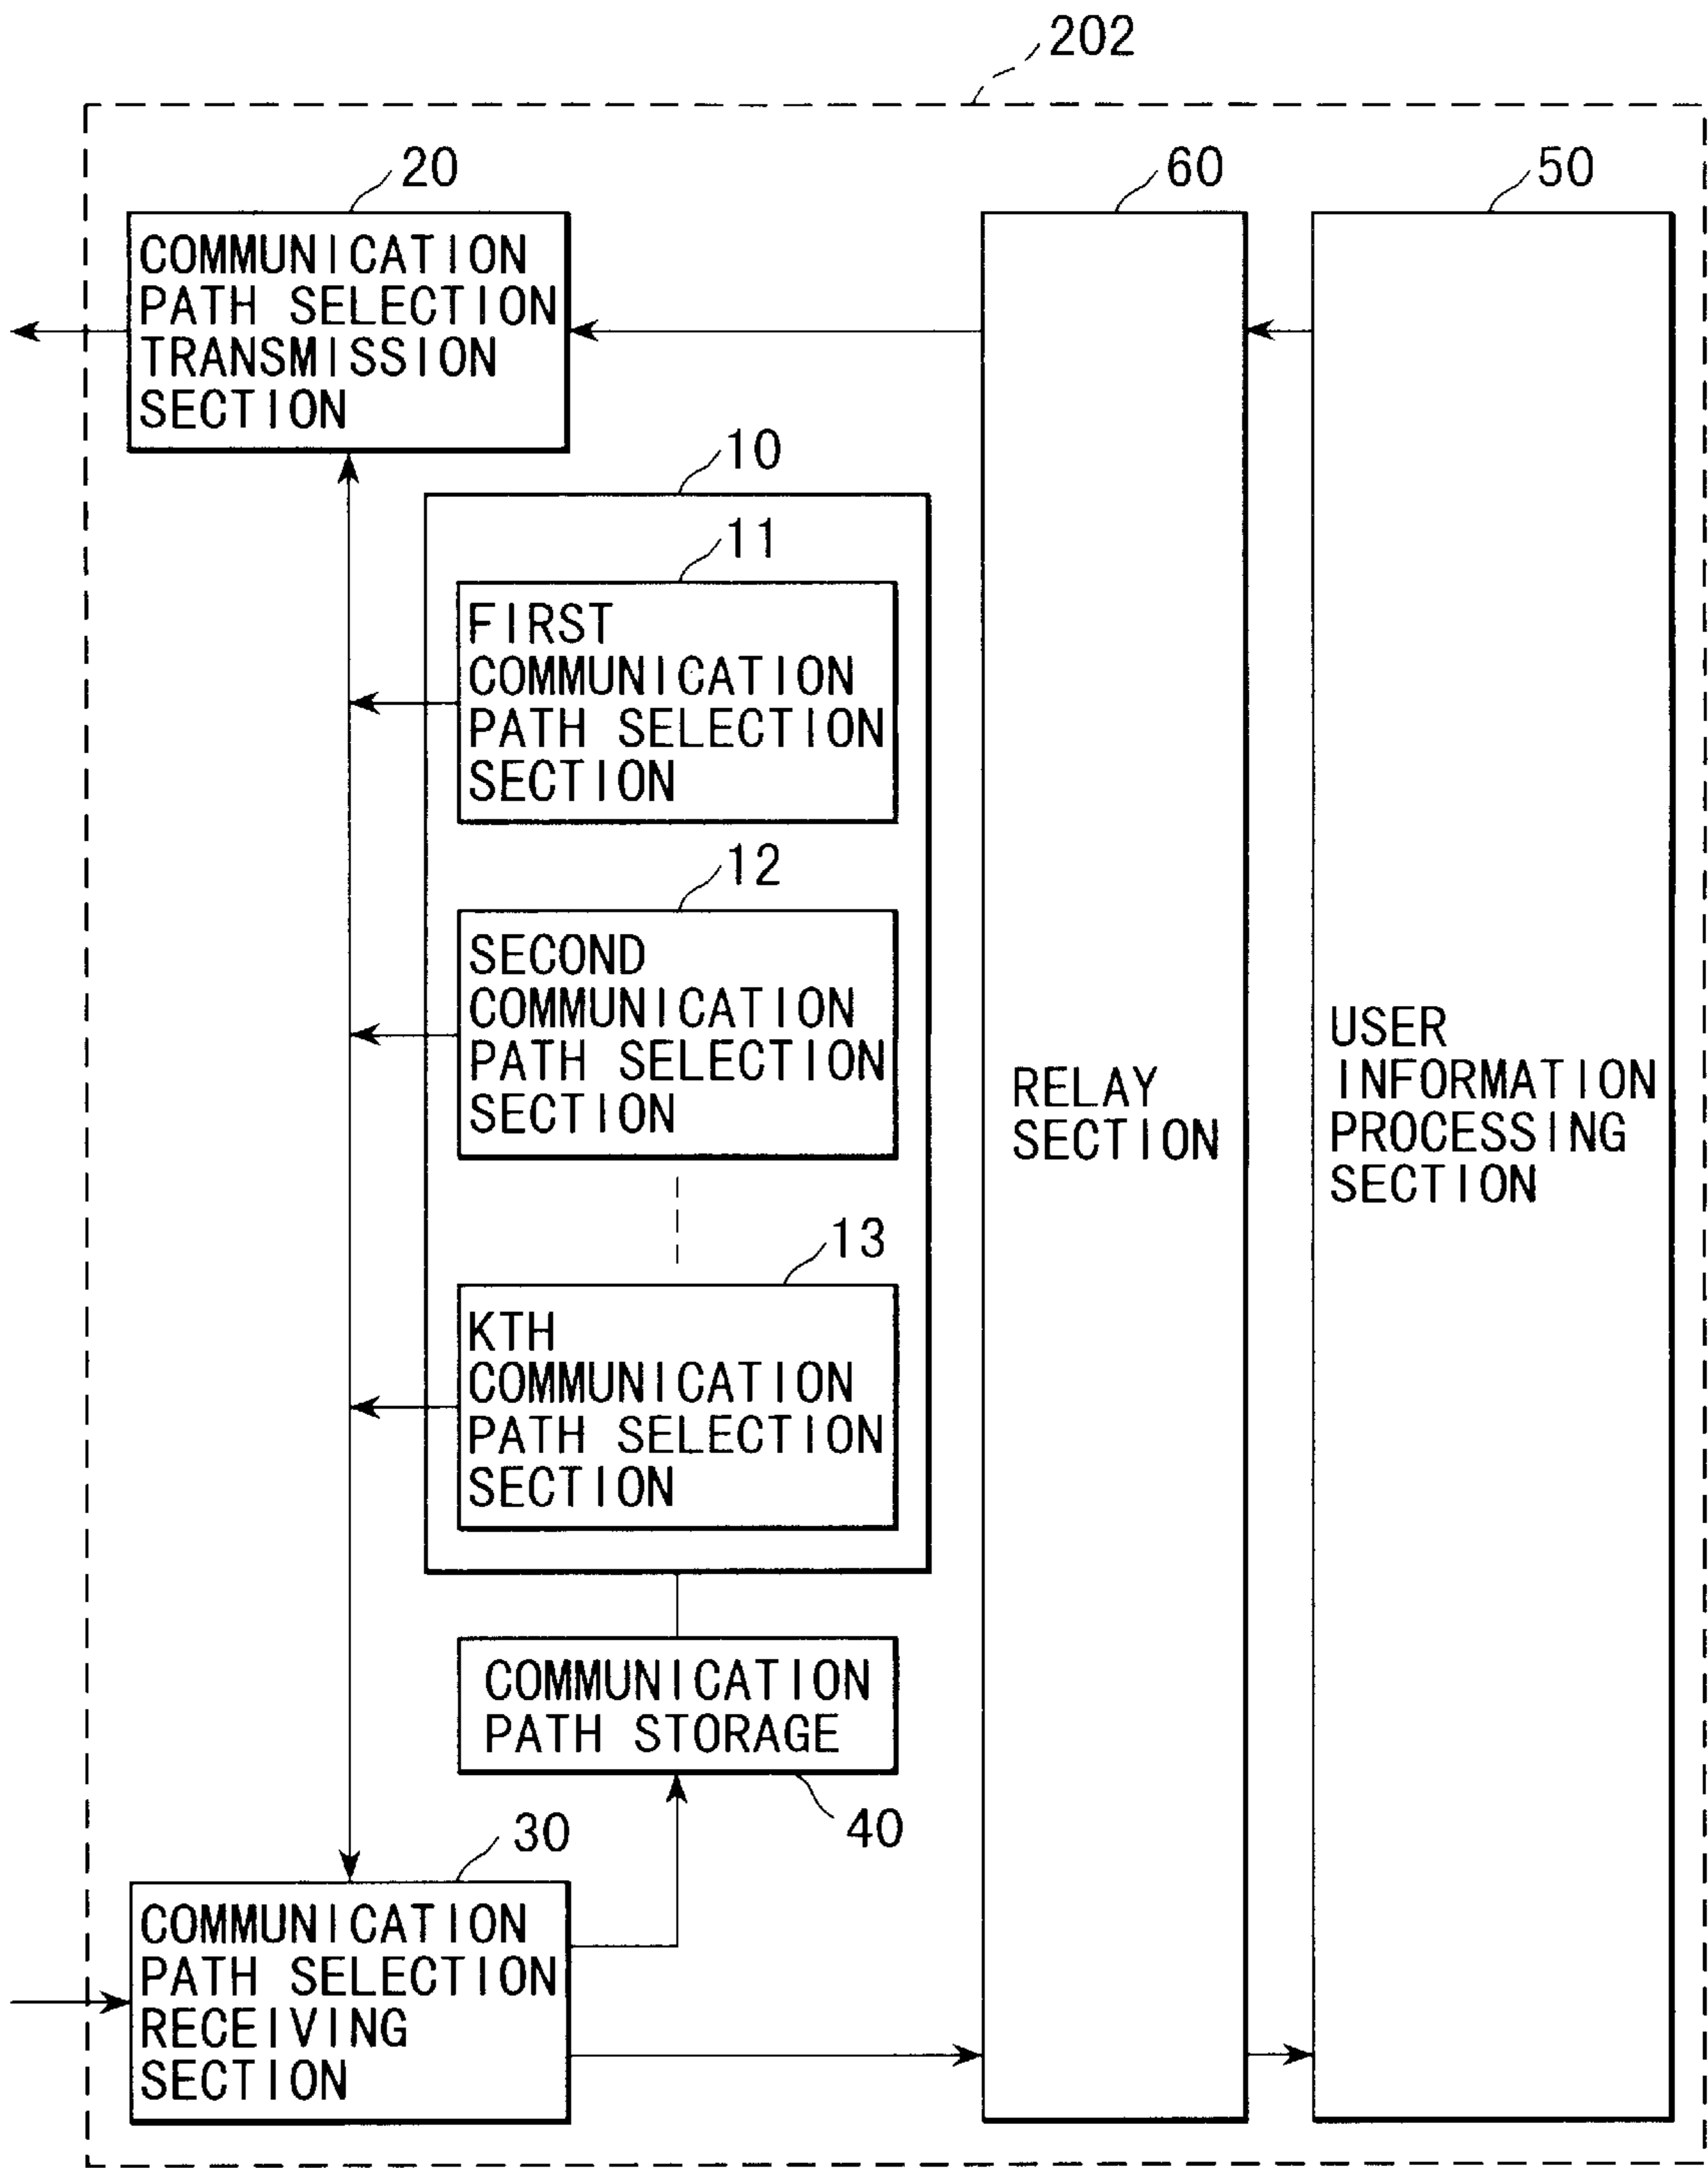 202
20
60
50
COMMUNICATION
PATH SELECTION
TRANSMISSION
SECTION
10
11
FIRST
COMMUNICATION
PATH SELECTION
SECTION
12
SECOND
COMMUNICATION
PATH SELECTION
SECTION
RELAY
SECTION
USER
INFORMATION
PROCESSING
SECTION
13
KTH
COMMUNICATION
PATH SELECTION
SECTION
COMMUNICATION
PATH STORAGE
40
30
COMMUNICATION
PATH SELECTION
RECEIVING
SECTION